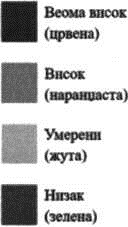 Веома висок
(црвена)
Висок
(наранџаста)
Умерени
(жута)
Низак
(зелена)